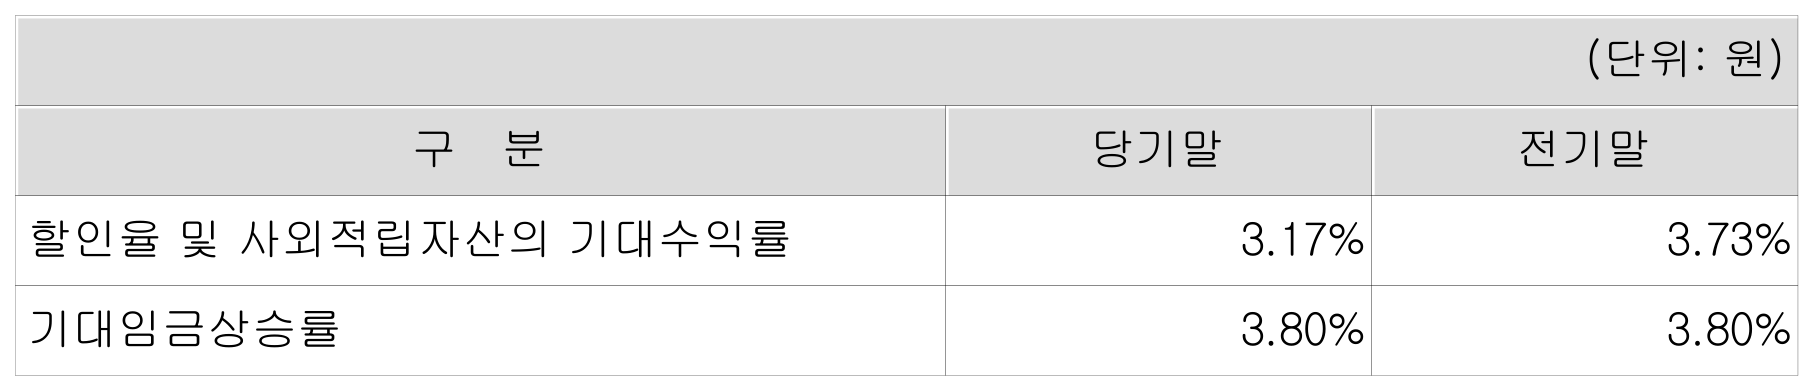 (단위: 원)
구 분 당기말 전기말
할인율 및 사외적립자산의 기대수익률 3.17% 3.73%
기대임금상승률 3.80% 3.80%